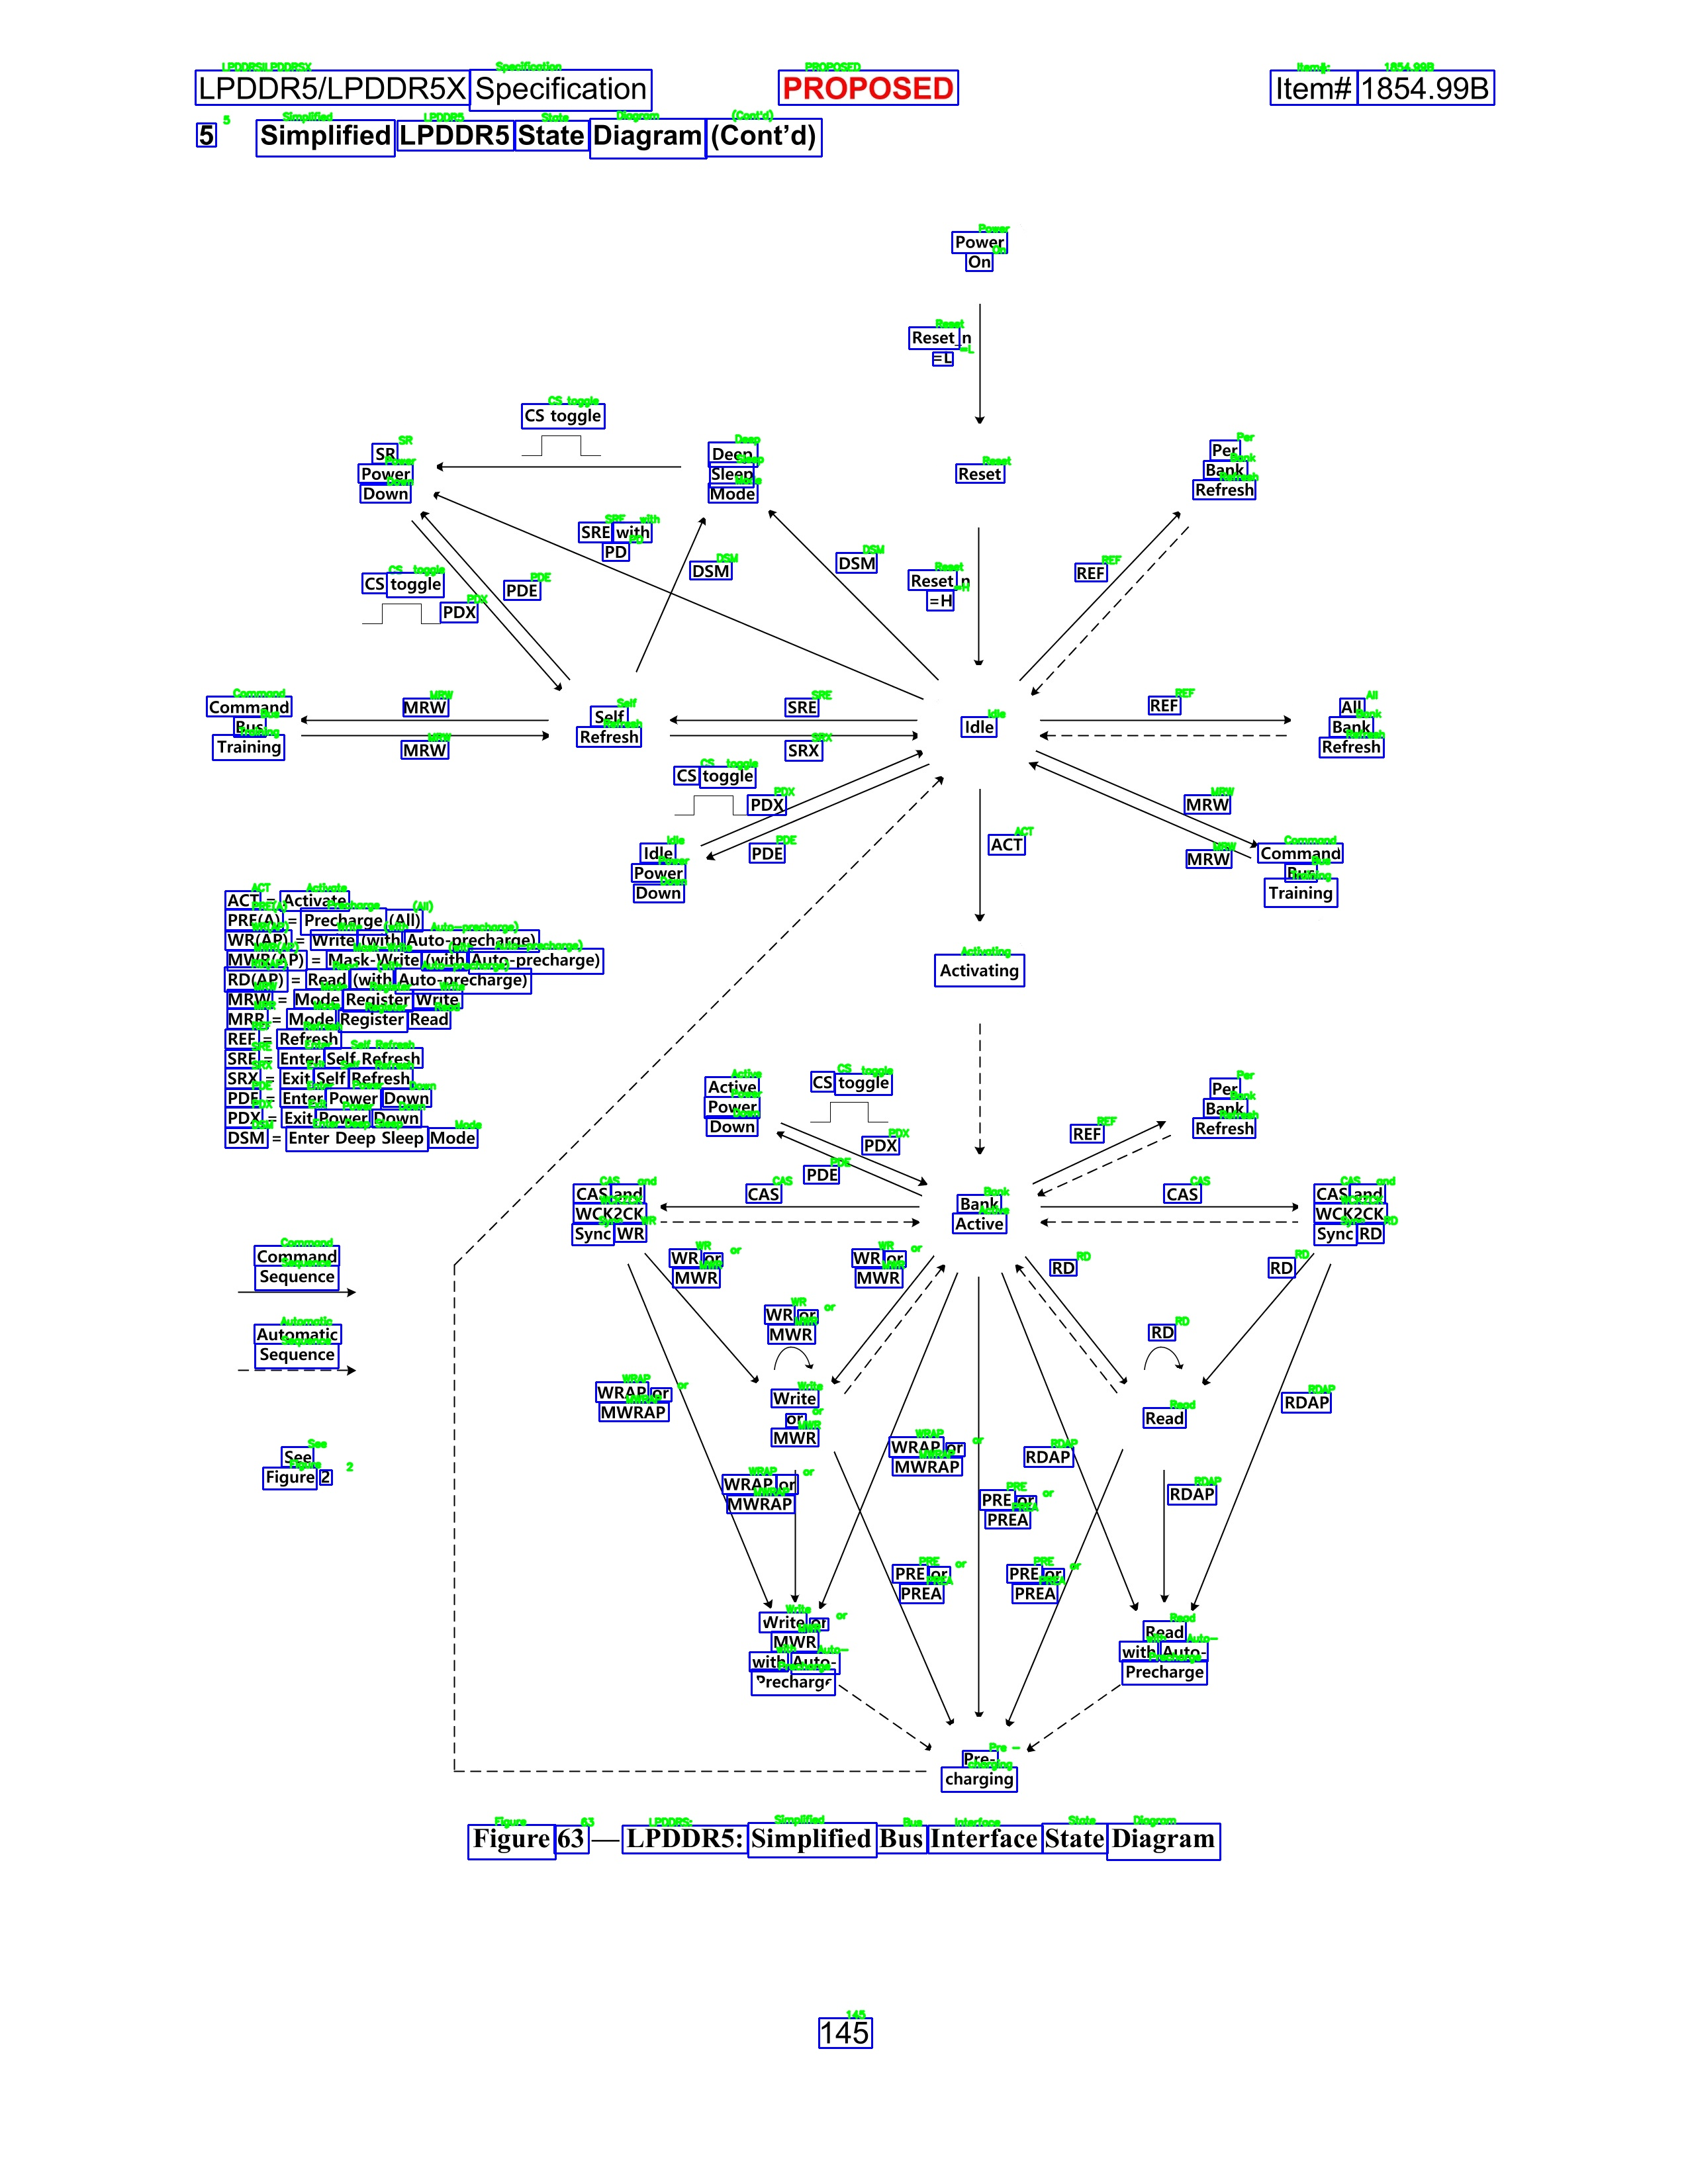 LPDDR5/LPDDR5X Specification PROPOSED Item# 1854.99B
5 Simplified LPDDR5 State Diagram (Cont’d)
Power
On
Reset_n
=L
CS toggle
SR
Power
Down
Deep
Sleep
Mode
Reset
Per
Bank
Refresh
SRE with
PD
DSM
DSM
Reset_n
=H
REF
CS toggle
PDX
PDE
Command
Bus
Training
MRW
MRW
Self
Refresh
SRE
SRX
Idle
REF
All
Bank
Refresh
CS toggle
PDX
PDE
Idle
Power
Down
ACT
MRW
MRW
Command
Bus
Training
ACT = Activate
PRE(A) = Precharge (All)
WR(AP) = Write (with Auto-precharge)
MWR(AP) = Mask-Write (with Auto-precharge)
RD(AP) = Read (with Auto-precharge)
MRW = Mode Register Write
MRR = Mode Register Read
REF = Refresh
SRE = Enter Self Refresh
SRX = Exit Self Refresh
PDE = Enter Power Down
PDX = Exit Power Down
DSM = Enter Deep Sleep Mode
Activating
Active
Power
Down
CS toggle
PDX
PDE
REF
Per
Bank
Refresh
CAS and
WCK2CK
Sync WR
CAS
Bank
Active
CAS
CAS and
WCK2CK
Sync RD
Command
Sequence
Automatic
Sequence
See
Figure 2
WR or
MWR
WR or
MWR
RD
RD
WR or
MWR
RD
WRAP or
MWRAP
Write
or
MWR
Read
RDAP
WRAP or
MWRAP
WRAP or
MWRAP
RDAP
PRE or
PREA
RDAP
PRE or
PREA
PRE or
PREA
Write or
MWR
with Auto-
Precharge
Read
with Auto-
Precharge
Pre-
charging
Figure 63 — LPDDR5: Simplified Bus Interface State Diagram
145